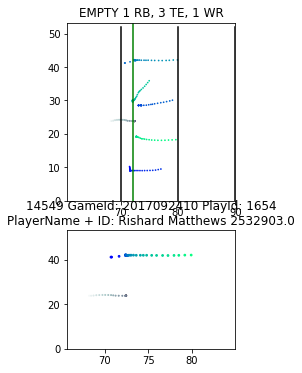 EMPTY 1 RB, 3 TE, 1 WR
50
40
30
20
10
0
70 80 90
14549 GameId: 2017092410 PlayId: 1654
PlayerName + ID: Rishard Matthews 2532903.0
40
20
0
70 75 80